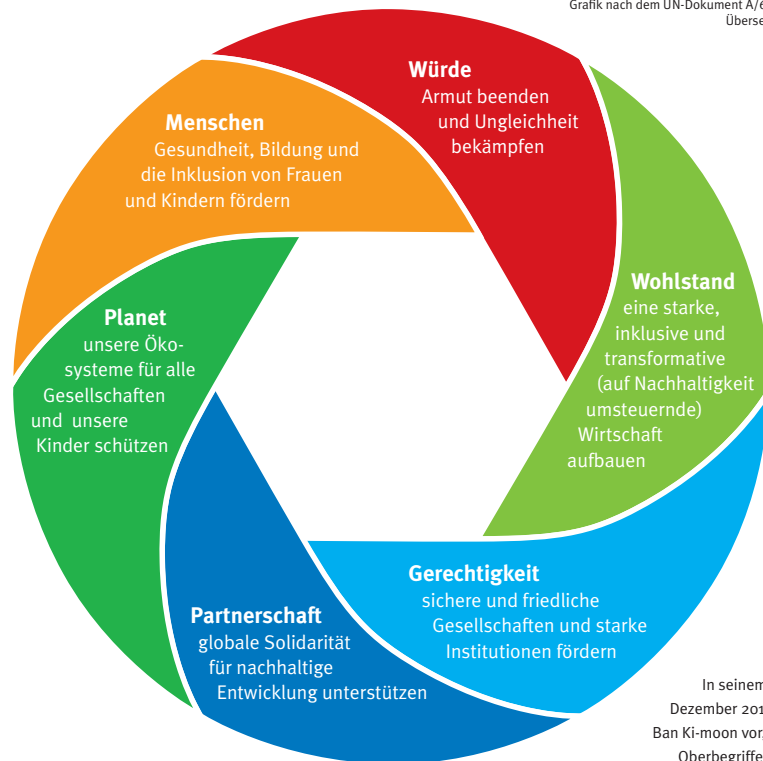 Grafik nach dem UN-Dokument
Würde
Armut beenden
und Ungleichheit
bekämpfen
Menschen
Gesundheit, Bildung und
die Inklusion von Frauen
und Kindern fördern
Wohlstand
eine starke,
inklusive und
transformative
(auf Nachhaltigkeit
umsteuernde)
Wirtschaft
aufbauen
Planet
unsere Öko-
systeme für alle
Gesellschaften
und unsere
Kinder schützen
Gerechtigkeit
sichere und friedliche
Gesellschaften und starke
Institutionen fördern
Partnerschaft
globale Solidarität
für nachhaltige
Entwicklung unterstützen
In seinem
Dezember
Ban Ki-moon vor,
Oberbegriffe